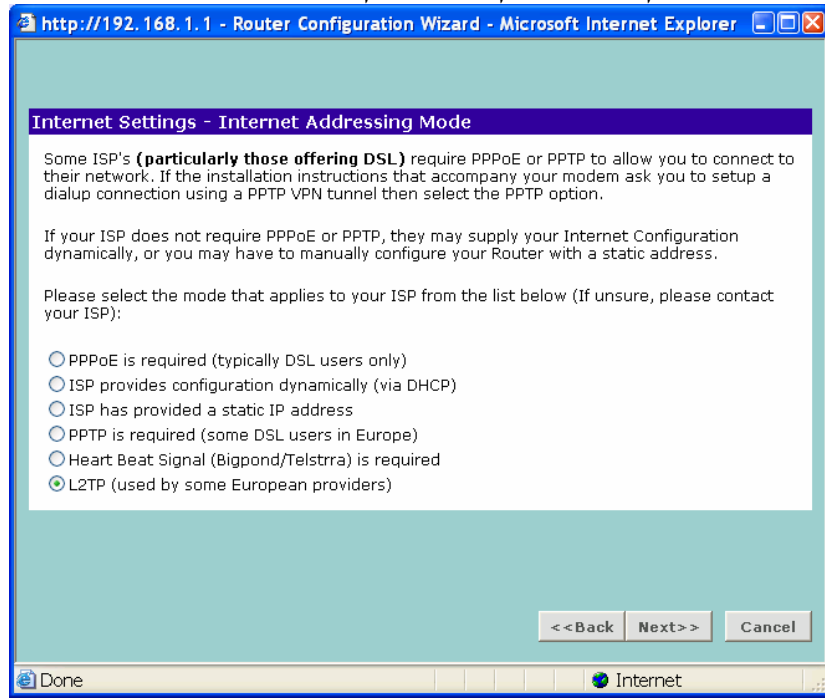 http://192.168.1.1 - Router Configuration Wizard - Microsoft Internet Explorer
Internet Settings - Internet Addressing Mode
Some ISP's (particularly those offering DSL) require PPPoE or PPTP to allow you to connect to
their network. If the installation instructions that accompany your modem ask you to setup a
dialup connection using a PPTP VPN tunnel then select the PPTP option.
If your ISP does not require PPPoE or PPTP, they may supply your Internet Configuration
dynamically, or you may have to manually configure your Router with a static address.
Please select the mode that applies to your ISP from the list below (If unsure, please contact
your ISP):
PPPoE is required (typically DSL users only)
ISP provides configuration dynamically (via DHCP)
ISP has provided a static IP address
PPTP is required (some DSL users in Europe)
Heart Beat Signal (Bigpond/Telstrra) is required
L2TP (used by some European providers)
<<Back Next>> Cancel
Done Internet